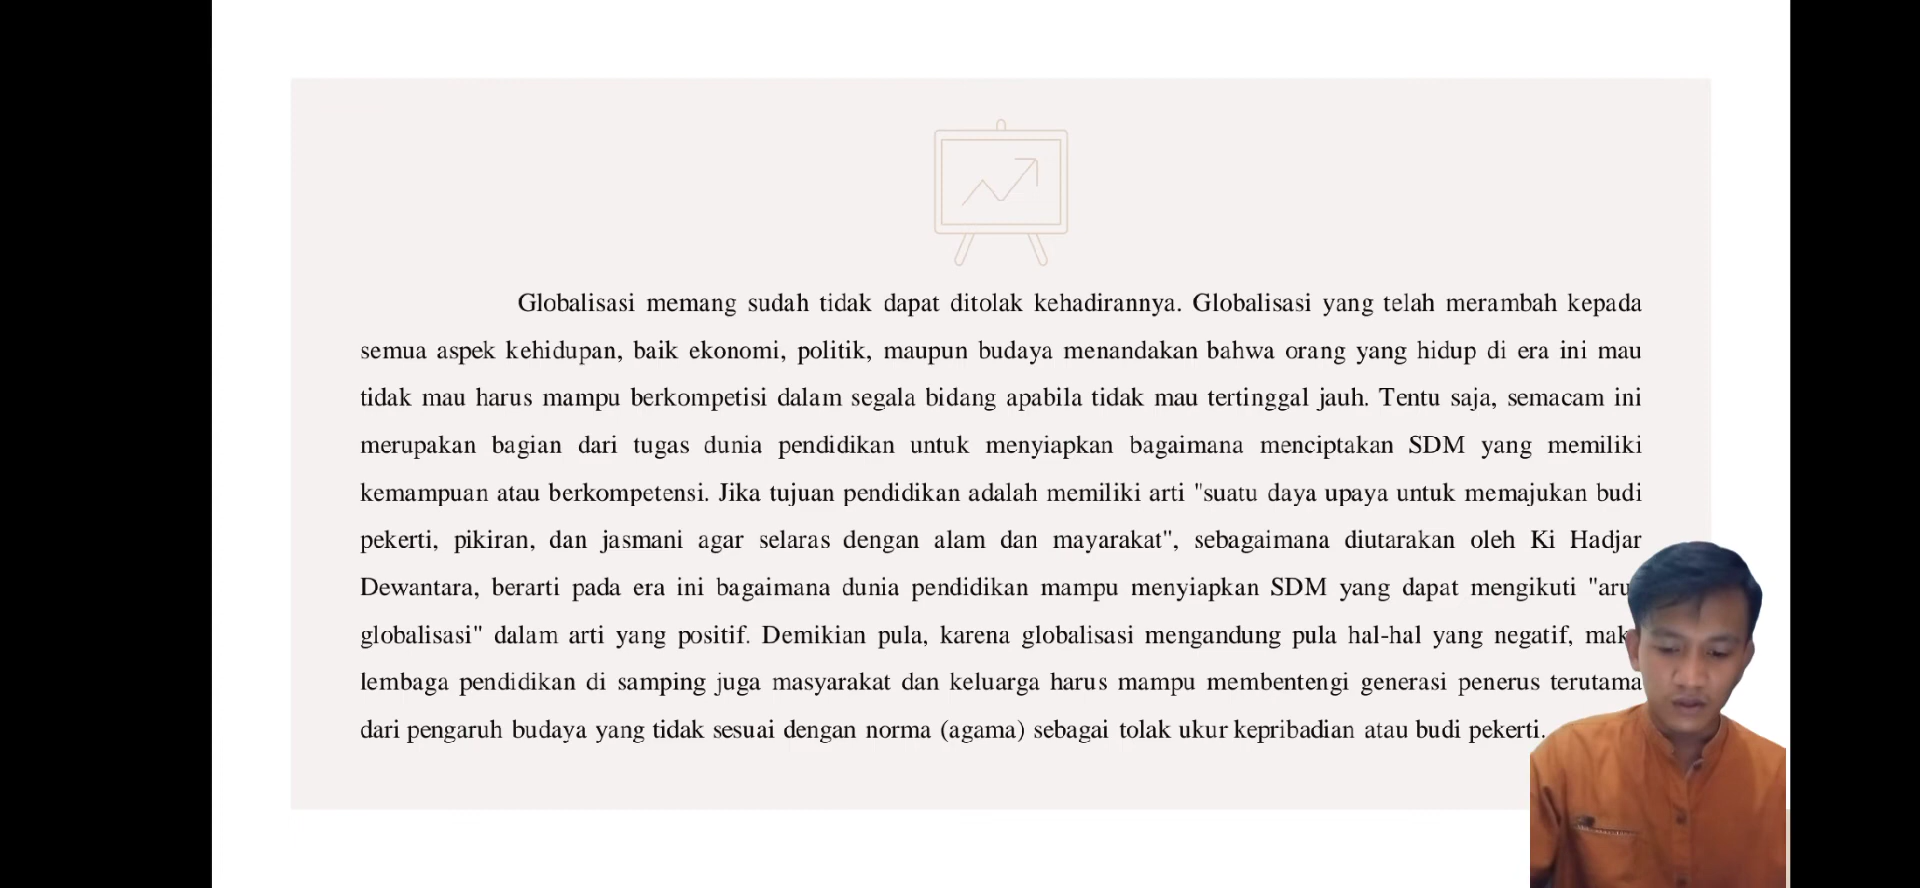 Globalisasi memang sudah tidak dapat ditolak kehadirannya. Globalisasi yang telah merambah kepada
semua aspek kehidupan, baik ekonomi, politik, maupun budaya menandakan bahwa orang yang hidup di era ini mau
tidak mau harus mampu berkompetisi dalam segala bidang apabila tidak mau tertinggal jauh. Tentu saja, semacam ini
merupakan bagian dari tugas dunia pendidikan untuk menyiapkan bagaimana menciptakan SDM yang memiliki
kemampuan atau berkompetensi. Jika tujuan pendidikan adalah memiliki arti "suatu daya upaya untuk memajukan budi
pekerti, pikiran, dan jasmani agar selaras dengan alam dan mayarakat", sebagaimana diutarakan oleh Ki Hadjar
Dewantara, berarti pada era ini bagaimana dunia pendidikan mampu menyiapkan SDM yang dapat mengikuti
globalisasi" dalam arti yang positif. Demikian pula, karena globalisasi mengandung pula hal-hal yang negatif,
lembaga pendidikan di samping juga masyarakat dan keluarga harus mampu membentengi generasi penerus terutama
dari pengaruh budaya yang tidak sesuai dengan norma (agama) sebagai tolak ukur kepribadian atau budi pekerti.